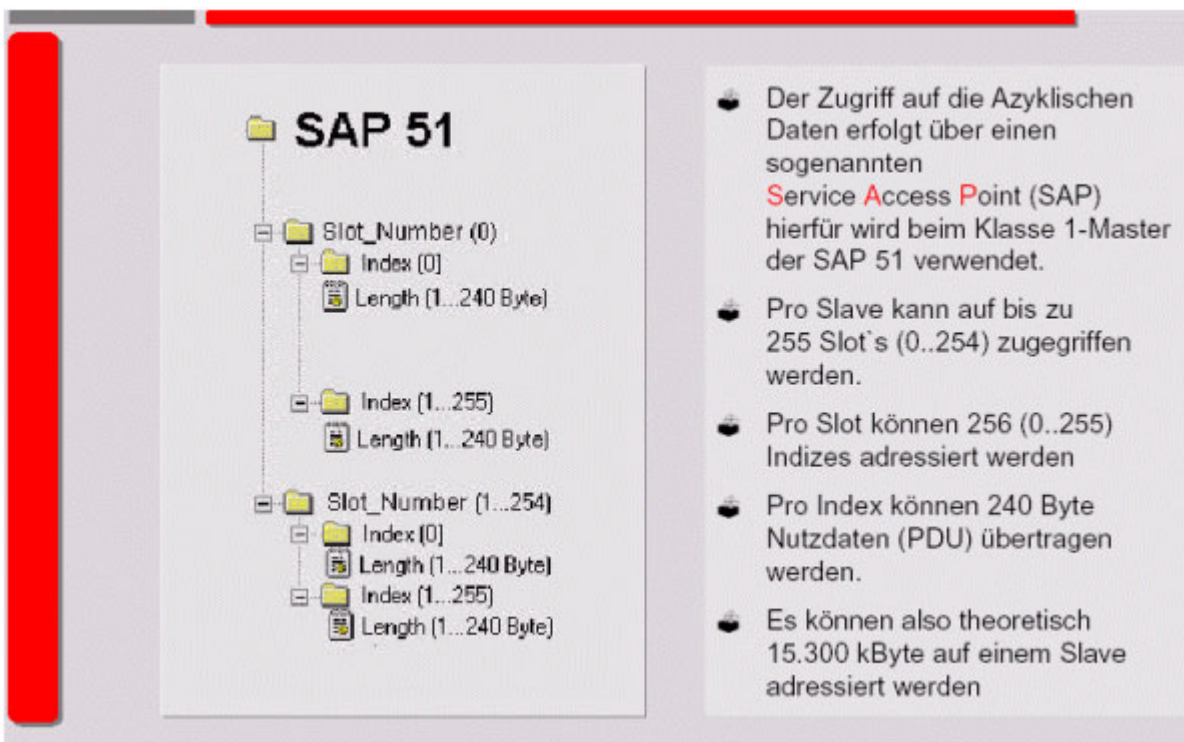 SAP 51
Slot_Number (0)
Index [0]
Length (1...240 Byte)
Index (1...255)
Length (1...240 Byte)
Slot_Number (1...254)
Index [0]
Length (1...240 Byte)
Index (1...255)
Length (1...240 Byte)
Der Zugriff auf die Azyklischen
Daten erfolgt über einen
sogenannten
Service Access Point (SAP)
hierfür wird beim Klasse 1-Master
der SAP 51 verwendet.
Pro Slave kann auf bis zu
255 Slot`s (0..254) zugegriffen
werden.
Pro Slot können 256 (0..255)
Indizes adressiert werden
Pro Index können 240 Byte
Nutzdaten (PDU) übertragen
werden.
Es können also theoretisch
15.300 kByte auf einem Slave
adressiert werden